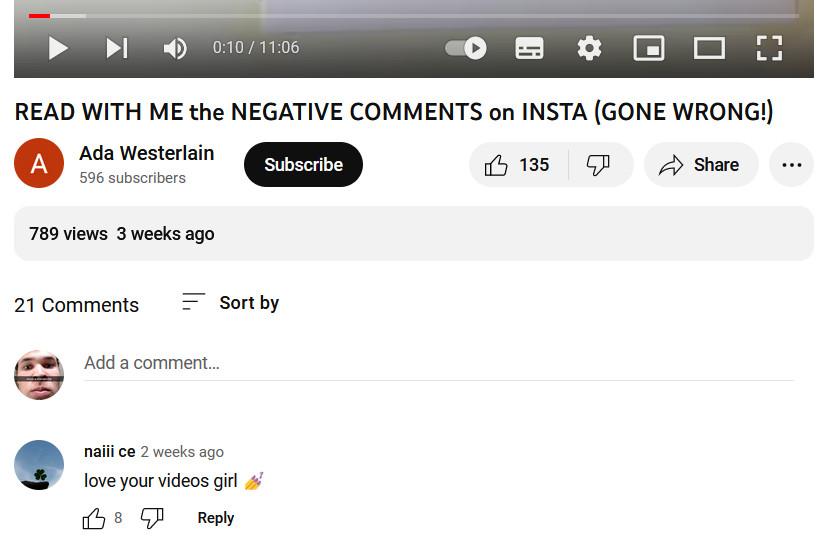 0:10 / 11:06
READ WITH ME the NEGATIVE COMMENTS on INSTA (GONE WRONG!)
A
Ada Westerlain
596 subscribers
Subscribe
135
Share
789 views 3 weeks ago
21 Comments
Sort by
Add a comment...
naiii ce 2 weeks ago
love your videos girl 💅
8
Reply